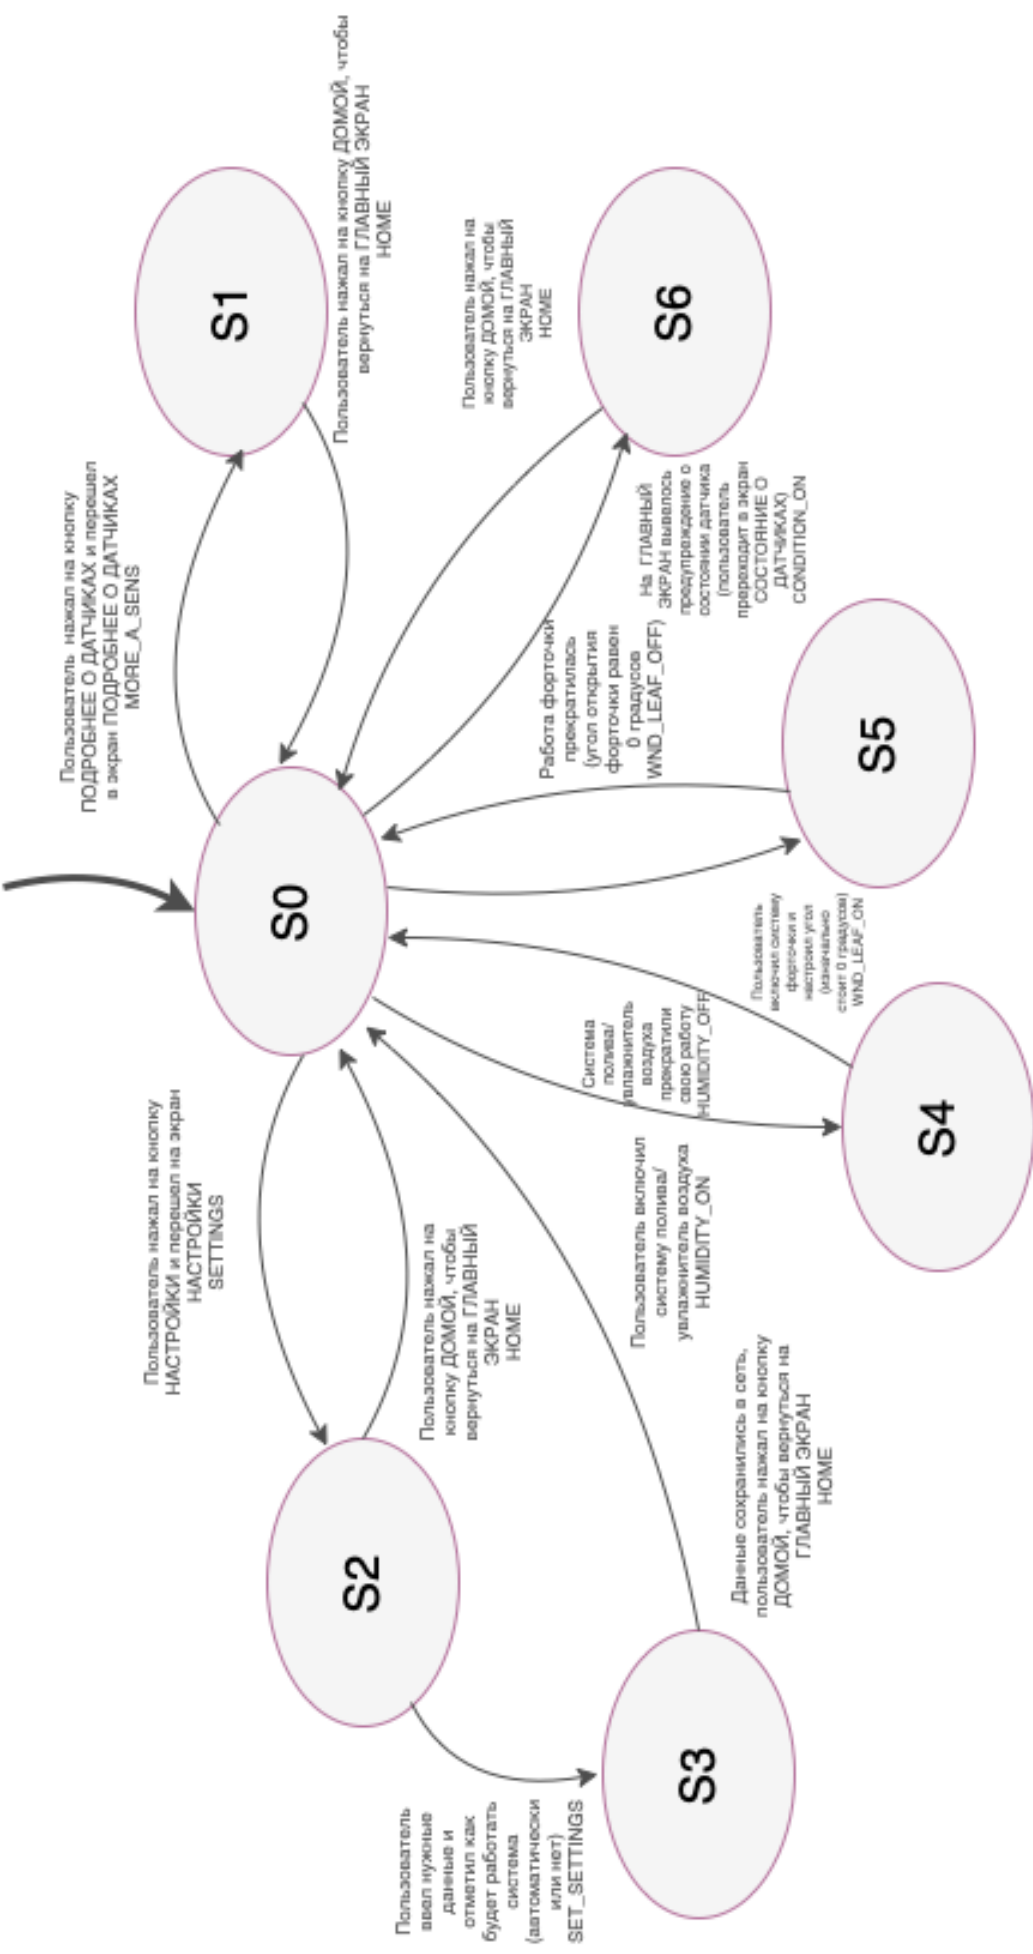 Пользователь нажал на кнопку
НАСТРОЙКИ и перешел на экран
НАСТРОЙКИ
SETTINGS
Пользователь нажал на кнопку
ПОДРОБНЕЕ О ДАТЧИКАХ и перешел
в экран ПОДРОБНЕЕ О ДАТЧИКАХ
MORE_A_SENS
S1
Пользователь нажал на кнопку ДОМОЙ, чтобы
вернуться на ГЛАВНЫЙ ЭКРАН
HOME
S0
S2
Пользователь
ввел нужные
данные и
отметил как
будет работать
система
(автоматически
или нет)
SET_SETTINGS
Пользователь нажал на
кнопку ДОМОЙ, чтобы
вернуться на ГЛАВНЫЙ
ЭКРАН
HOME
Пользователь нажал на
кнопку ДОМОЙ, чтобы
вернуться на ГЛАВНЫЙ
ЭКРАН
HOME
S6
Работа форточки
прекратилась
(угол открытия
форточки равен
0 градусов
WND_LEAF_OFF)
На ГЛАВНЫЙ
ЭКРАН вывелось
предупреждение о
состоянии датчика
(пользователь
пререходит в экран
СОСТОЯНИЕ О
ДАТЧИКАХ)
CONDITION_ON
Система
полива/
увлажнитель
воздуха
прекратили
свою работу
HUMIDITY_OFF
S3
Пользователь включил
систему полива/
увлажнитель воздуха
HUMIDITY_ON
Данные сохранились в сеть,
пользователь нажал на кнопку
ДОМОЙ, чтобы вернуться на
ГЛАВНЫЙ ЭКРАН
HOME
Пользователь
включил систему
форточки и
настроил угол
(изначально
стоит 0 градусов)
WND_LEAF_ON
S5
S4